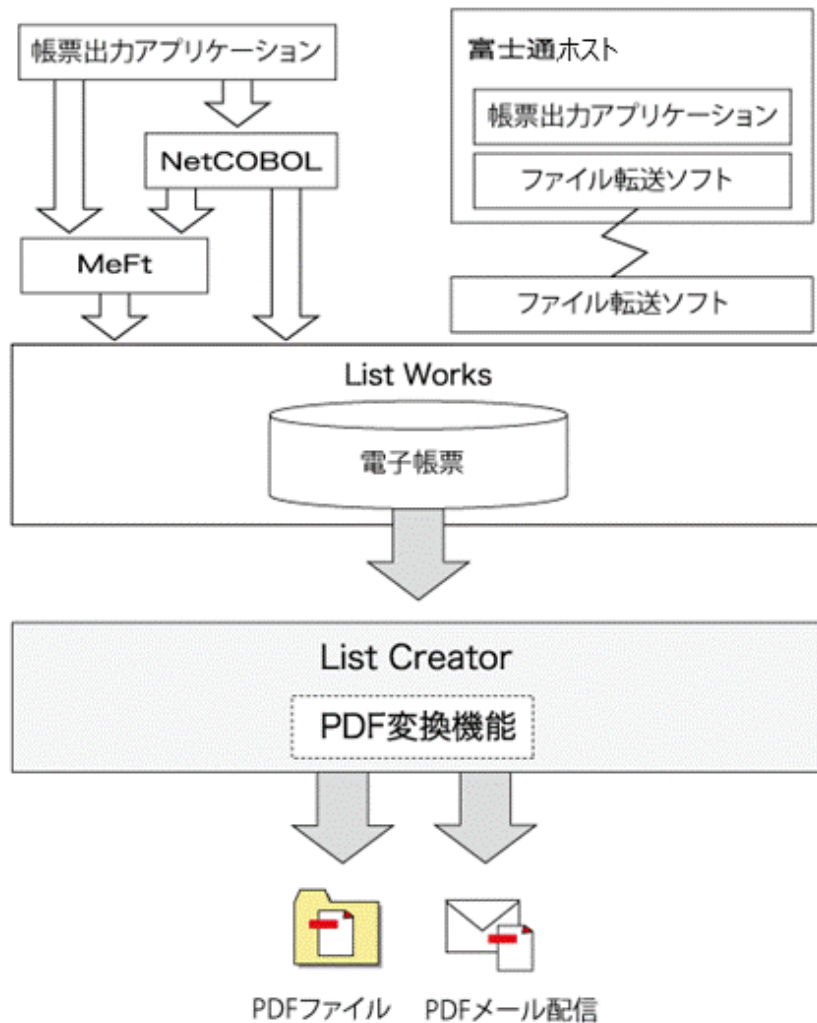 帳票出力アプリケーション
NetCOBOL
MeFt
富士通ホスト
帳票出力アプリケーション
ファイル転送ソフト
ファイル転送ソフト
List Works
電子帳票
List Creator
PDF変換機能
PDFファイル
PDFメール配信